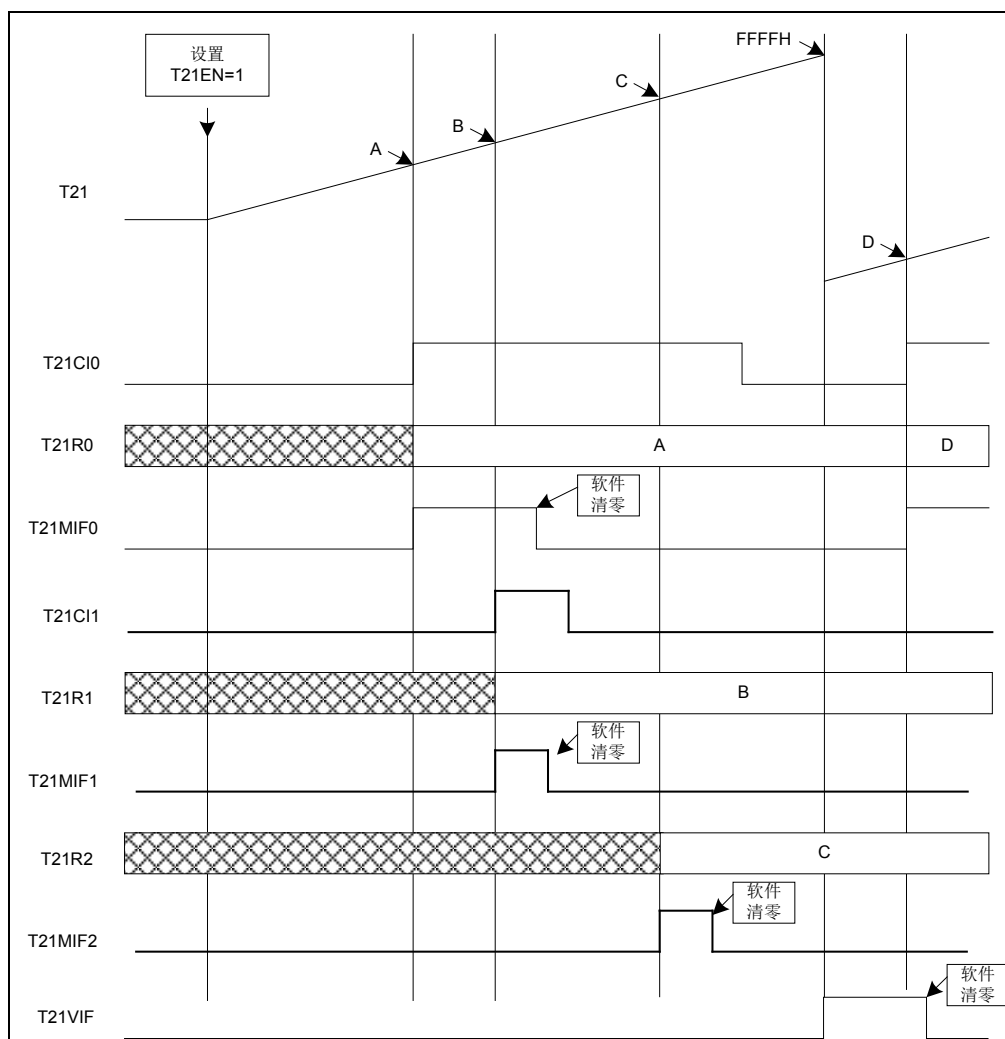 设置
T21EN=1
FFFFH
C
B
A
T21
D
T21CI0
T21R0
A
D
软件
清零
T21MIF0
T21CI1
T21R1
B
软件
清零
T21MIF1
T21R2
C
软件
清零
T21MIF2
软件
清零
T21VIF